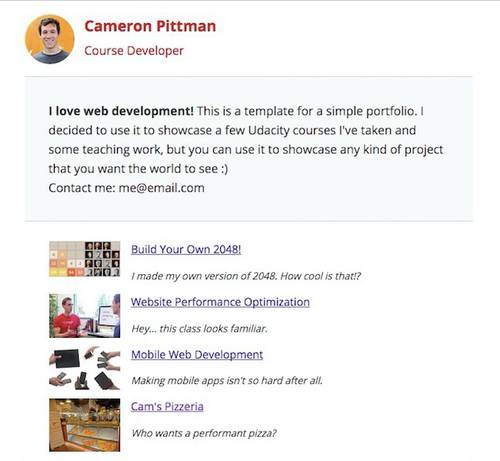 Cameron Pittman
Course Developer
I love web development! This is a template for a simple portfolio. I
decided to use it to showcase a few Udacity courses I've taken and
some teaching work, but you can use it to showcase any kind of project
that you want the world to see :)
Contact me: me@email.com
Build Your Own 2048!
I made my own version of 2048. How cool is that!?
Website Performance Optimization
Hey... this class looks familiar.
Mobile Web Development
Making mobile apps isn't so hard after all.
Cam's Pizzeria
Who wants a performant pizza?